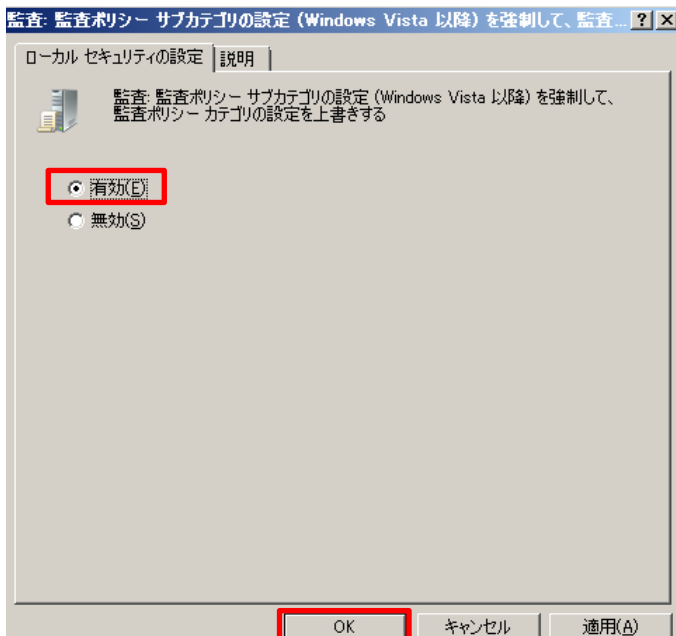 監査: 監査ポリシー サブカテゴリの設定 (Windows Vista 以降) を強制して、監査...
ローカル セキュリティの設定 説明
監査: 監査ポリシー サブカテゴリの設定 (Windows Vista 以降) を強制して、
監査ポリシー カテゴリの設定を上書きする
有効(E)
無効(S)
OK キャンセル 適用(A)